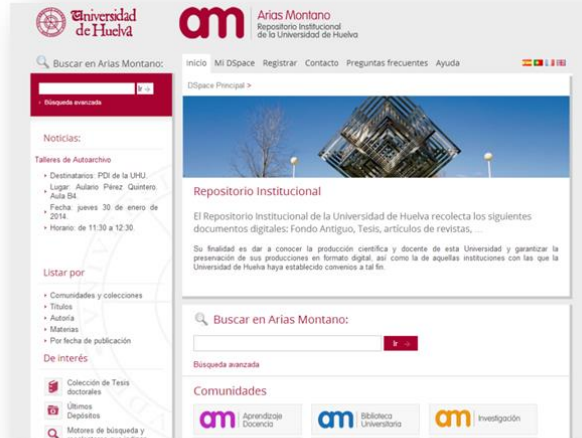 Universidad
de Huelva
am
Arias Montano
Repositorio Institucional
de la Universidad de Huelva
Buscar en Arias Montano:
Ir →
Búsqueda avanzada
Noticias:
Talleres de Autoarchivo
Destinatarios: PDI de la UHU.
Lugar: Aulario Pérez Quintero.
Aula B4.
Fecha: jueves 30 de enero de
2014.
Horario: de 11:30 a 12:30.
Listar por
Comunidades y colecciones
Títulos
Autoría
Materias
Por fecha de publicación
De interés
Colección de Tesis
doctorales
Últimos
Depósitos
Motores de búsqueda y
Inicio Mi DSpace Registrar Contacto Preguntas frecuentes Ayuda
DSpace Principal >
Repositorio Institucional
El Repositorio Institucional de la Universidad de Huelva recolecta los siguientes
documentos digitales: Fondo Antiguo, Tesis, artículos de revistas, ...
Su finalidad es dar a conocer la producción científica y docente de esta Universidad y garantizar la
preservación de sus producciones en formato digital, así como la de aquellas instituciones con las que la
Universidad de Huelva haya establecido convenios a tal fin.
Buscar en Arias Montano:
Ir →
Búsqueda avanzada
Comunidades
am Aprendizaje
Docencia
am Biblioteca
Universitaria
am Investigación